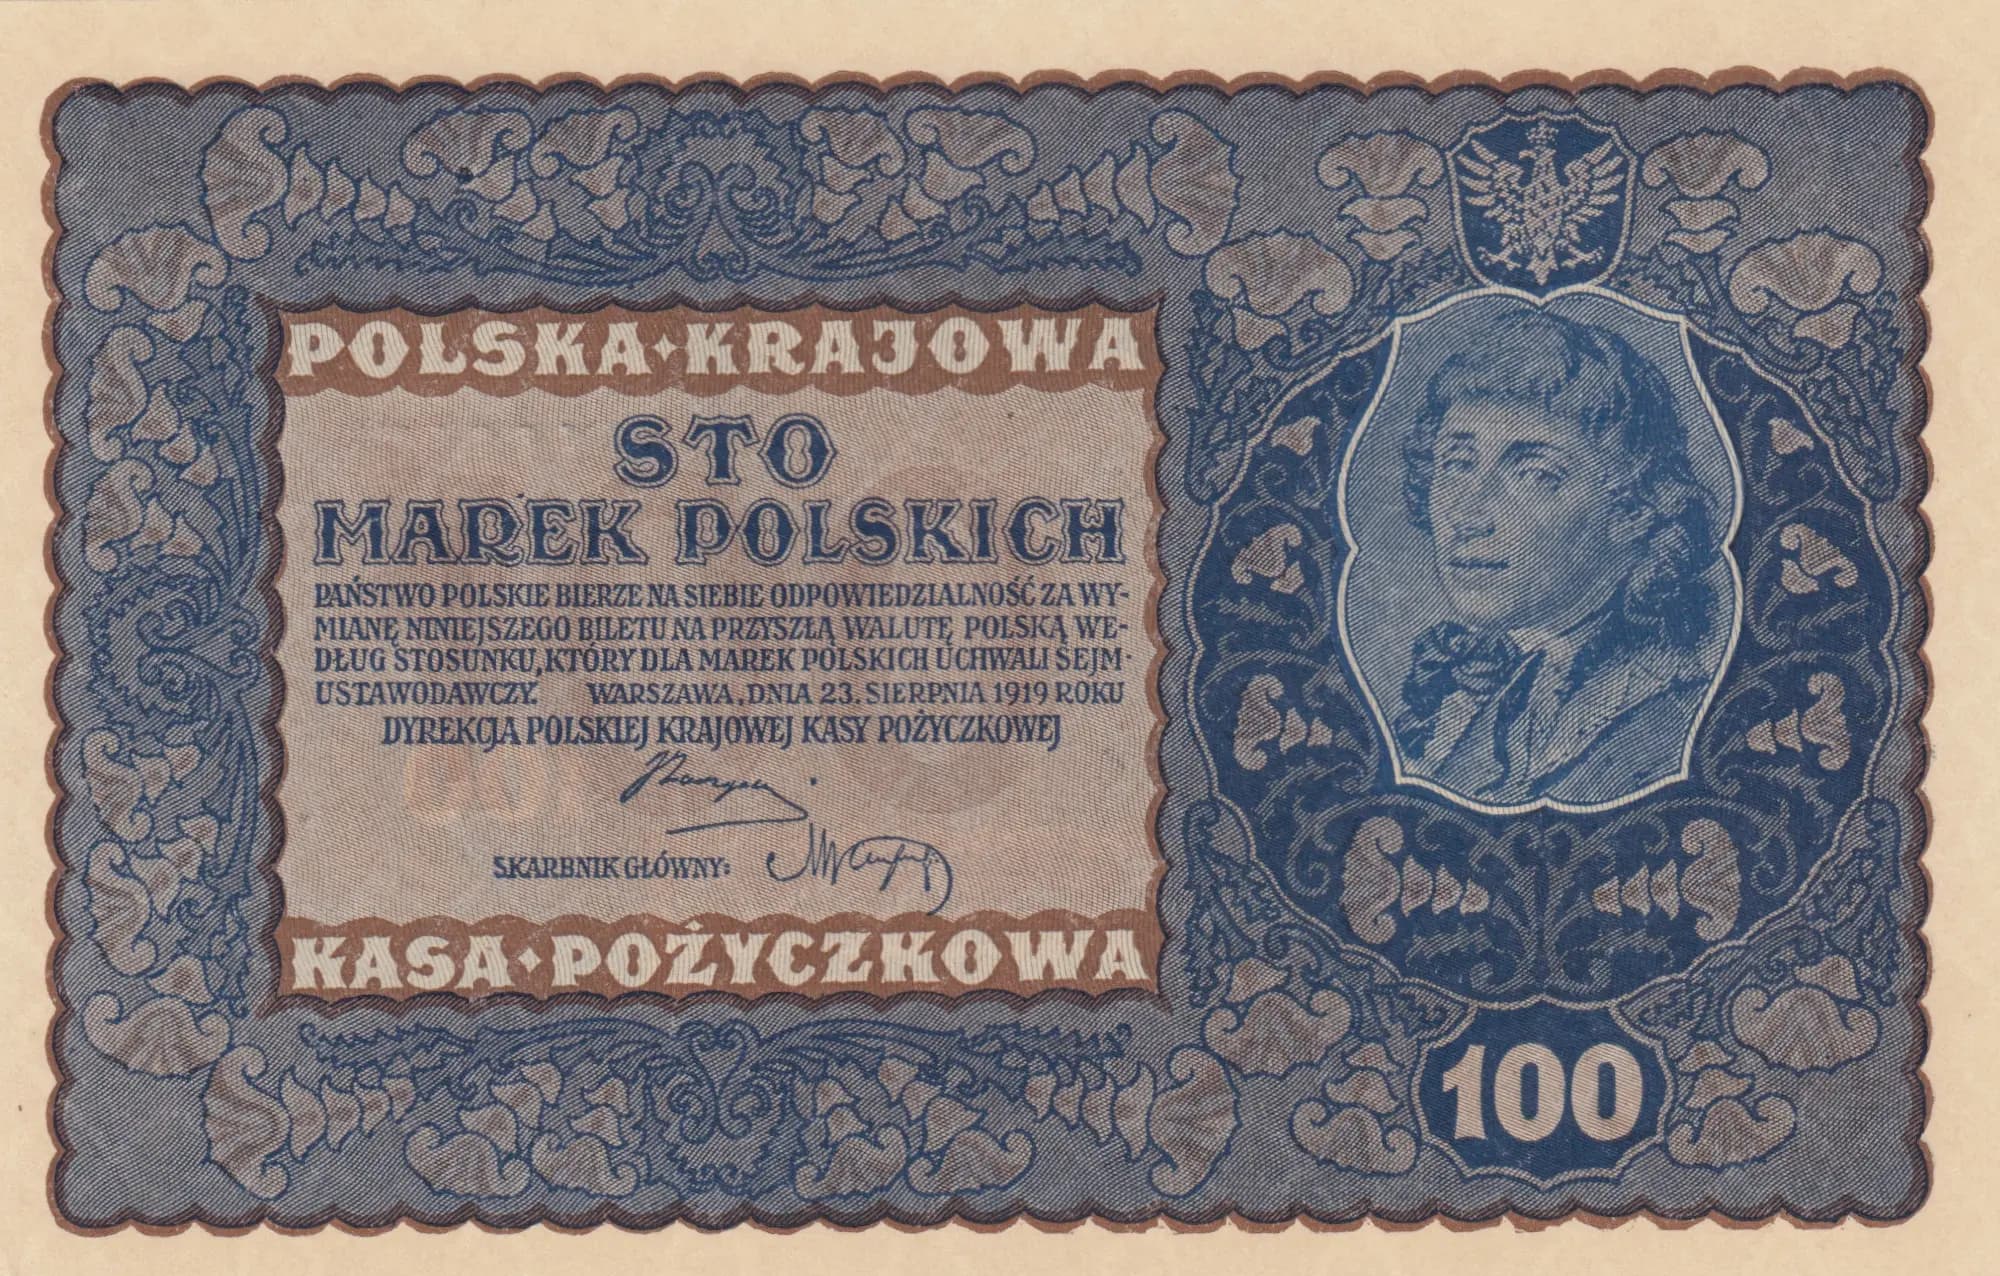 POLSKA • KRAJOWA
STO
MAREK POLSKICH
PAŃSTWO POLSKIE BIERZE NA SIEBIE ODPOWIEDZIALNOŚĆ ZA WY-
MIANĘ NINIEJSZEGO BILETU NA PRZYSZŁĄ WALUTĘ POLSKĄ WE-
DŁUG STOSUNKU, KTÓRY DLA MAREK POLSKICH UCHWALI SEJM
USTAWODAWCZY. WARSZAWA, DNIA 23. SIERPNIA 1919 ROKU
DYREKCJA POLSKIEJ KRAJOWEJ KASY POŻYCZKOWEJ
SKARBNIK GŁÓWNY:
KASA • POŻYCZKOWA
100